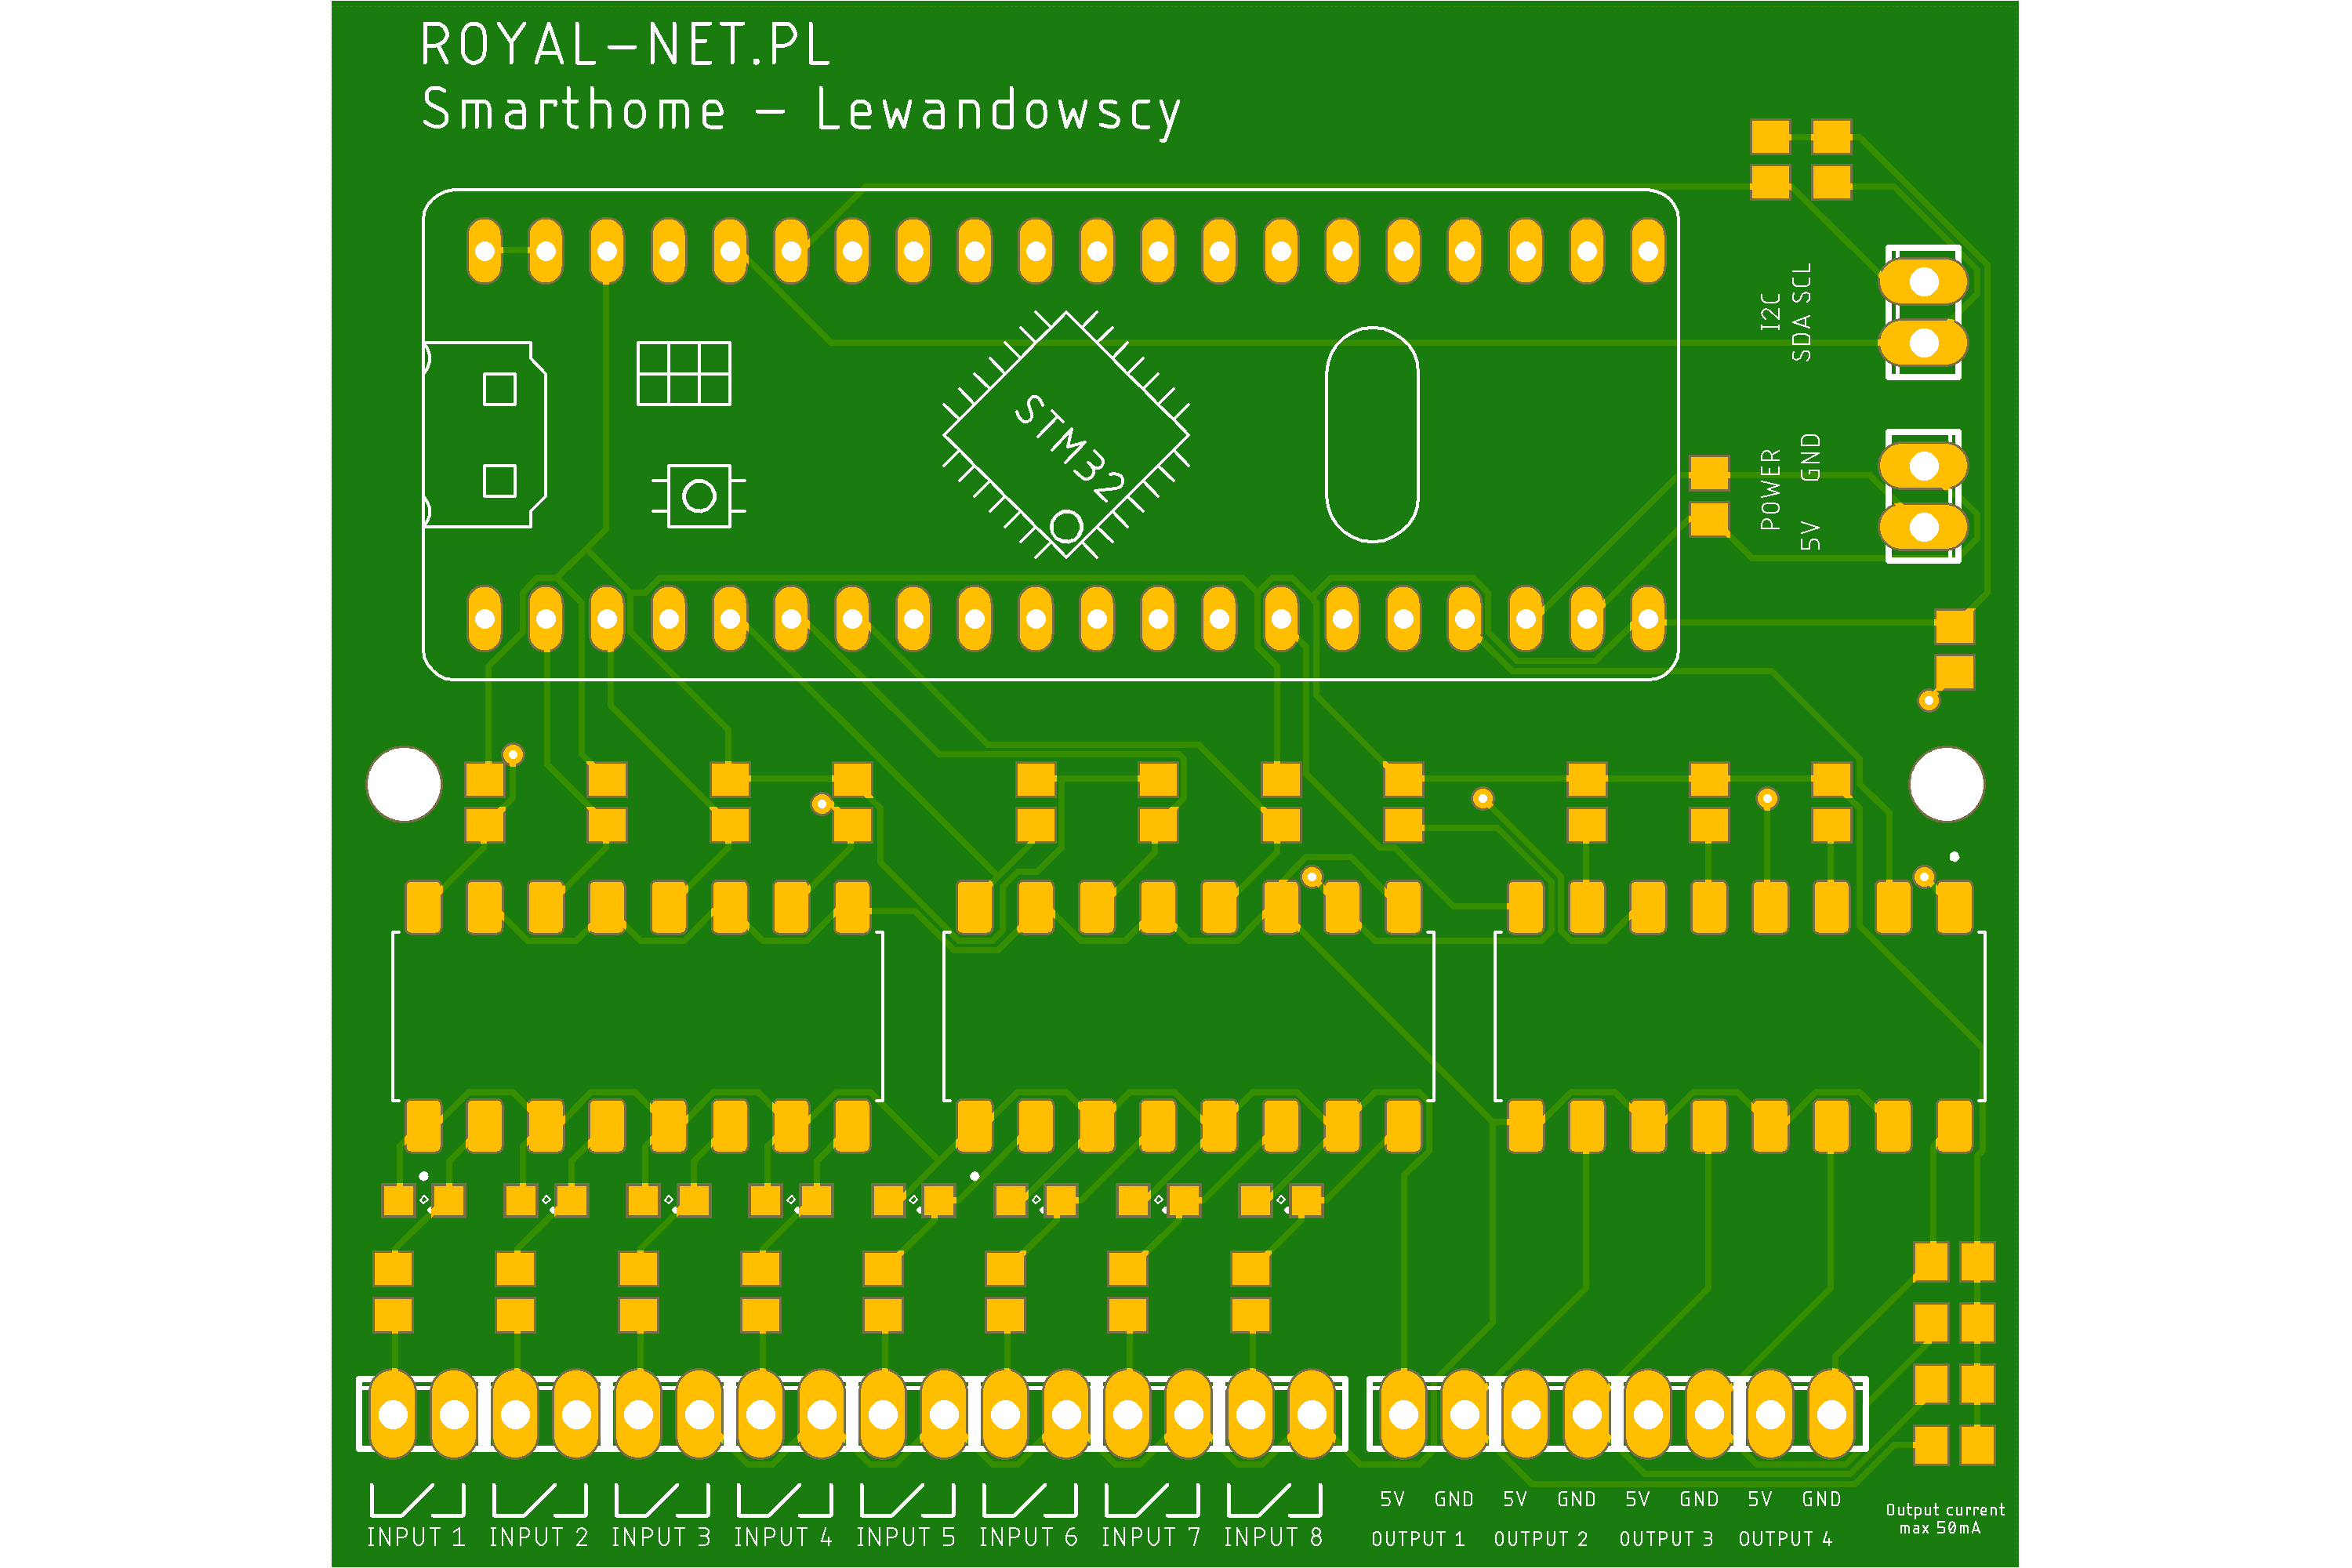 ROYAL-NET.PL
Smarthome - Lewandowscy
I2C
SDA SCL
STM32
POWER
5V GND
5V GND 5V GND 5V GND 5V GND
INPUT 1 INPUT 2 INPUT 3 INPUT 4 INPUT 5 INPUT 6 INPUT 7 INPUT 8
OUTPUT 1 OUTPUT 2 OUTPUT 3 OUTPUT 4
Output current
max 50mA